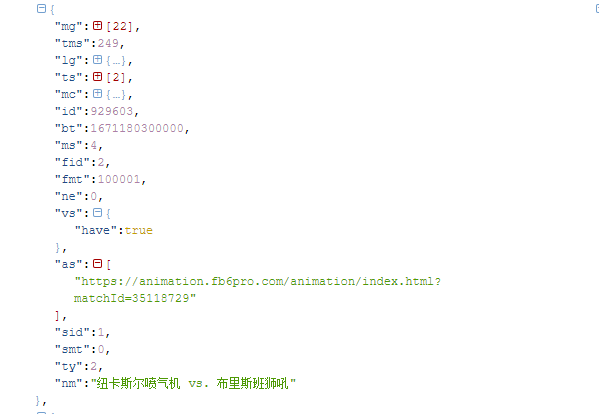 {
"mg":[22],
"tms":249,
"lg":{…},
"ts":[2],
"mc":{…},
"id":929603,
"bt":1671180300000,
"ms":4,
"fid":2,
"fmt":100001,
"ne":0,
"vs":{
"have":true
},
"as":[
"https://animation.fb6pro.com/animation/index.html?
matchId=35118729"
],
"sid":1,
"smt":0,
"ty":2,
"nm":"纽卡斯尔喷气机 vs. 布里斯班狮吼"
},